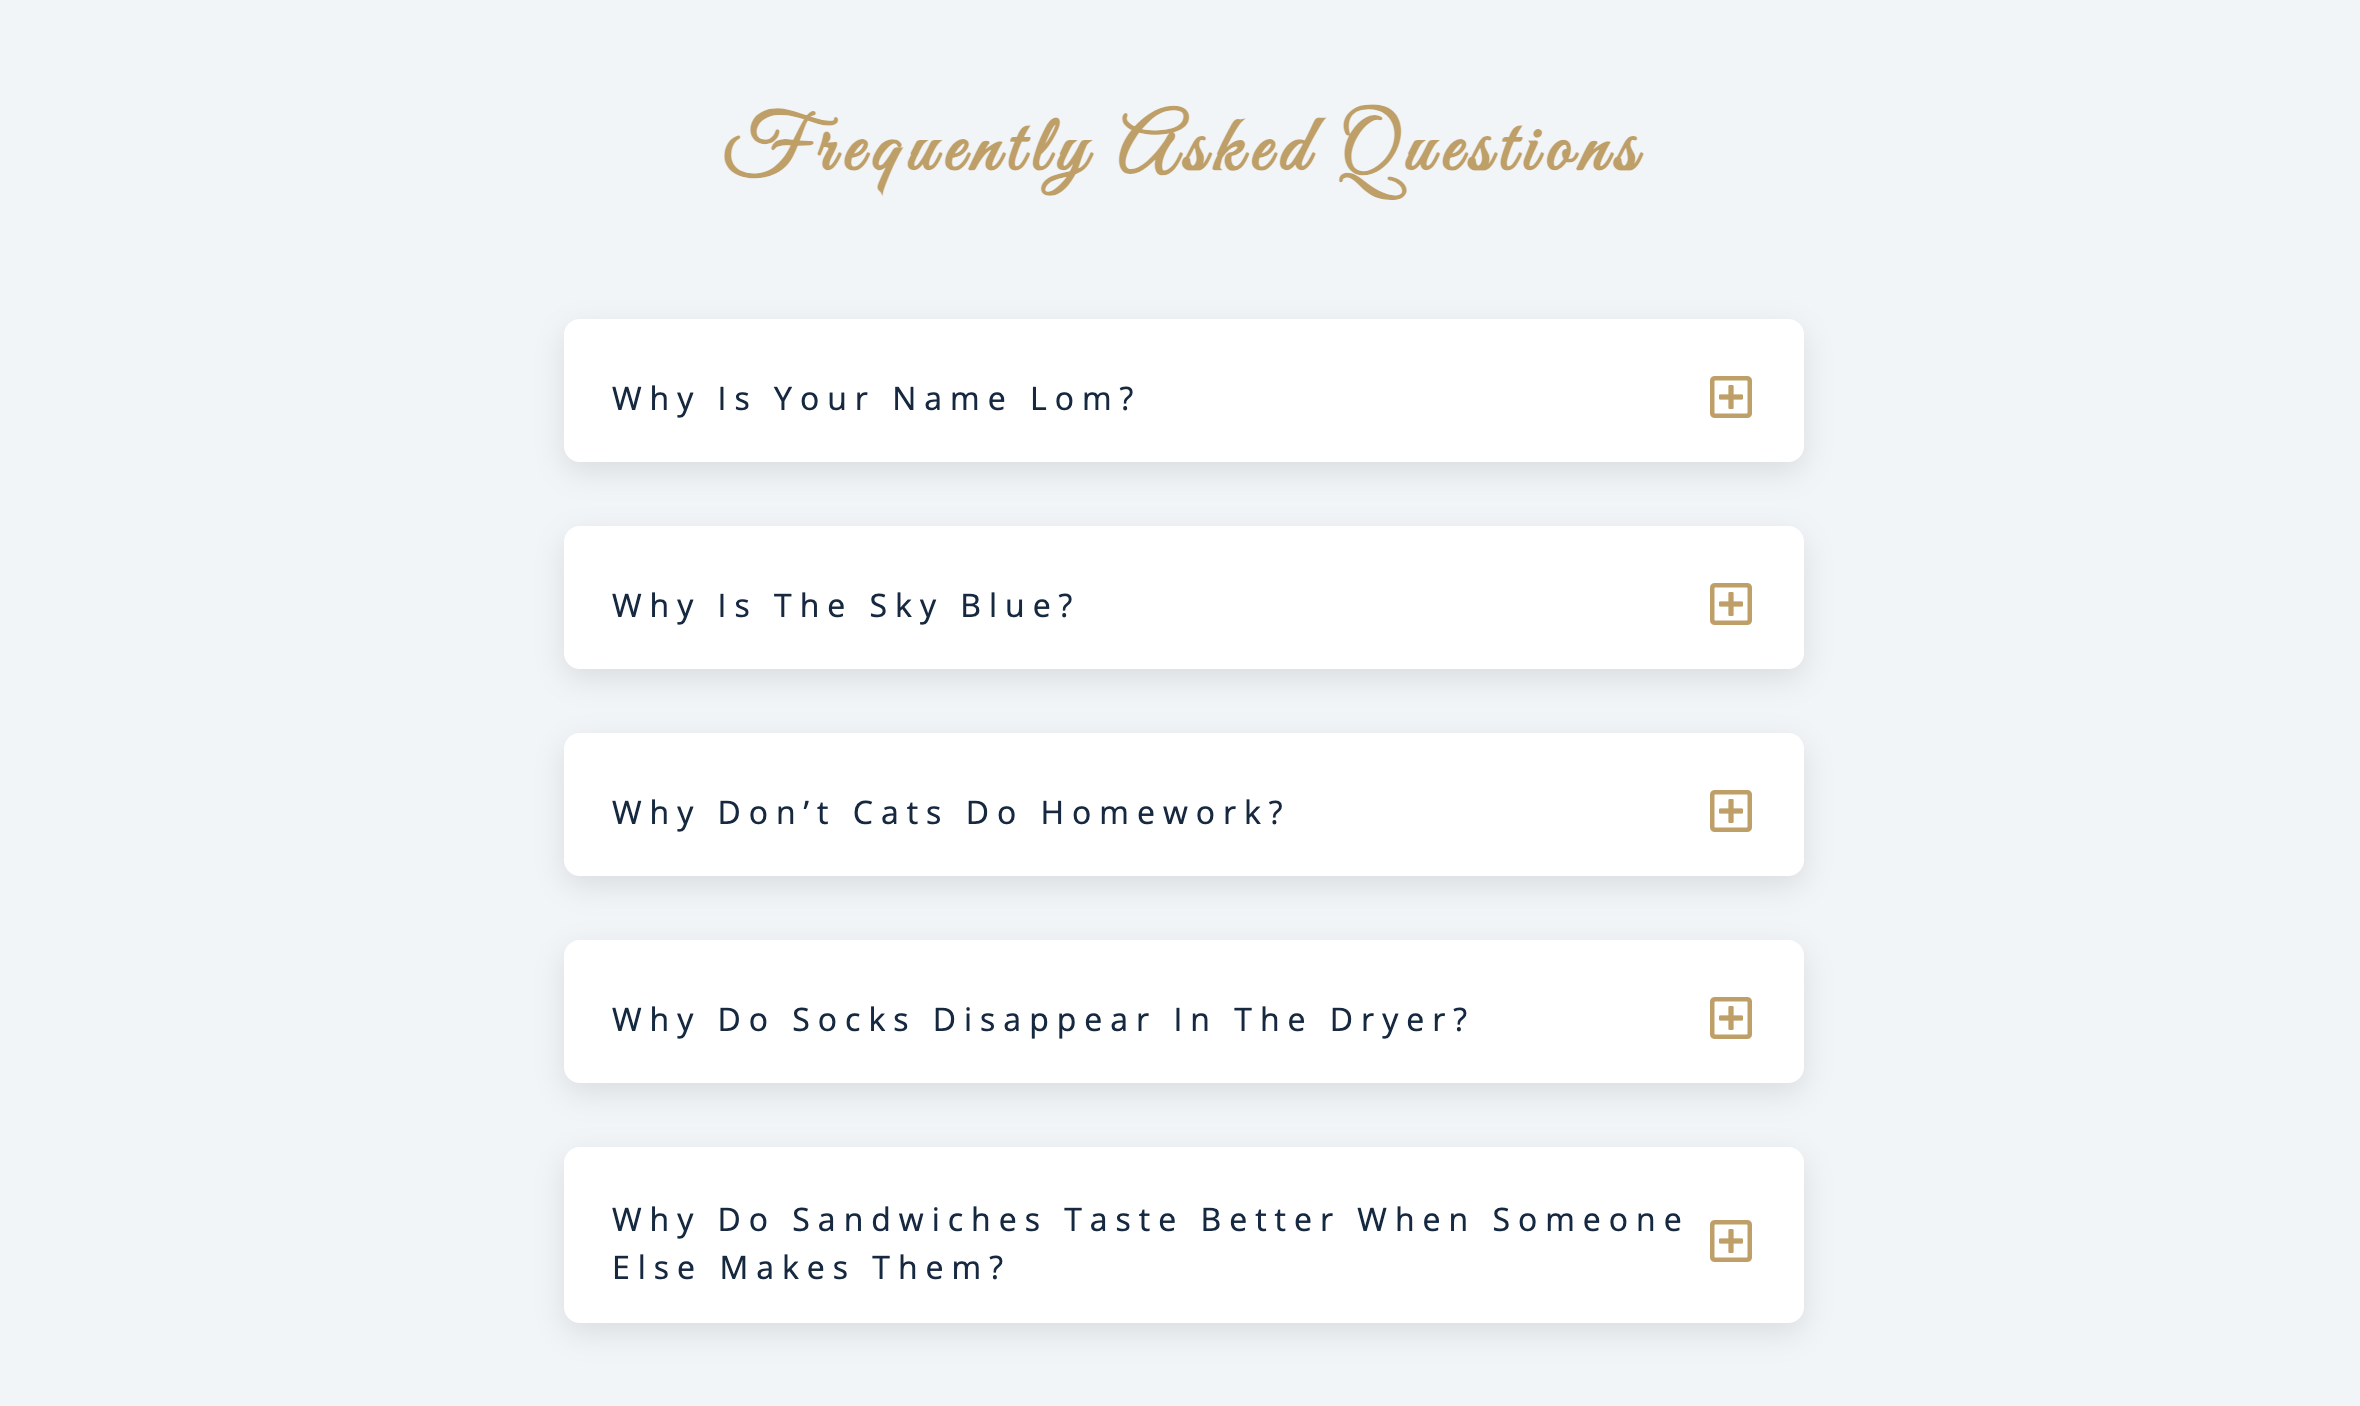 Frequently Asked Questions
Why Is Your Name Lom?
Why Is The Sky Blue?
Why Don’t Cats Do Homework?
Why Do Socks Disappear In The Dryer?
Why Do Sandwiches Taste Better When Someone
Else Makes Them?